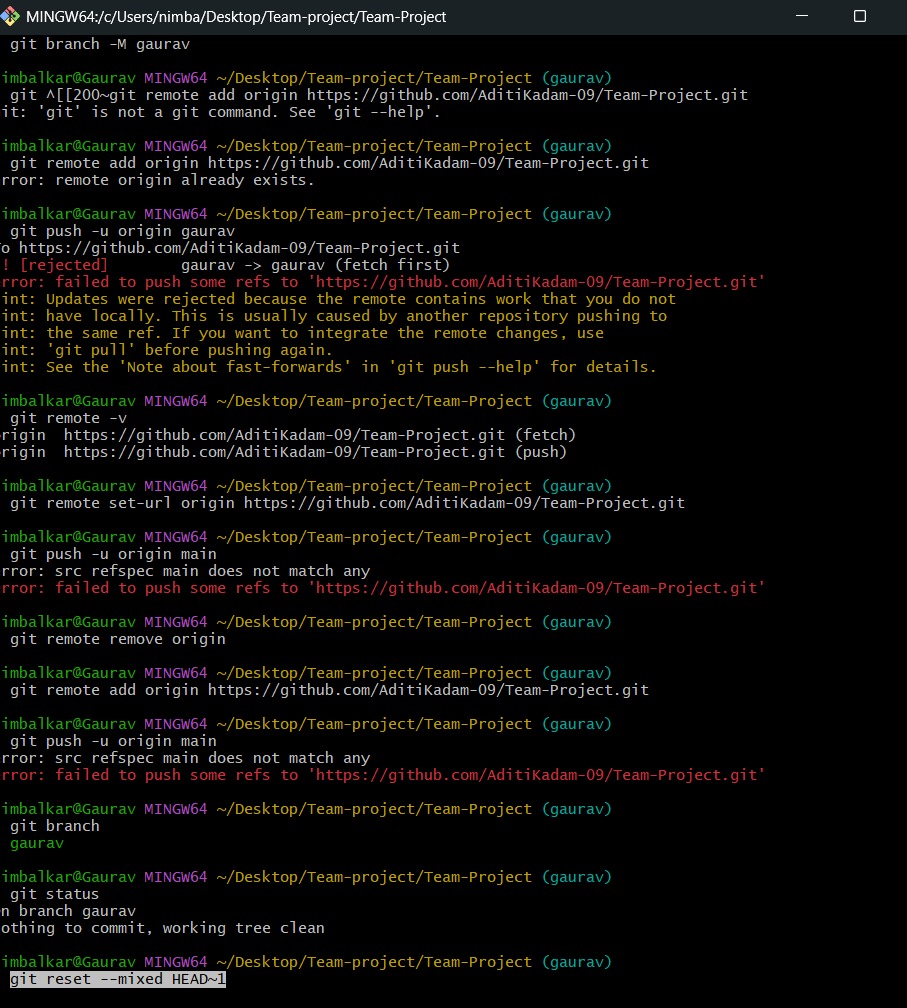 MINGW64:/c/Users/nimba/Desktop/Team-project/Team-Project
git branch -M gaurav
imbalkar@Gaurav MINGW64 ~/Desktop/Team-project/Team-Project (gaurav)
git ^[[200~git remote add origin https://github.com/AditiKadam-09/Team-Project.git
it: 'git' is not a git command. See 'git --help'.
imbalkar@Gaurav MINGW64 ~/Desktop/Team-project/Team-Project (gaurav)
git remote add origin https://github.com/AditiKadam-09/Team-Project.git
rror: remote origin already exists.
imbalkar@Gaurav MINGW64 ~/Desktop/Team-project/Team-Project (gaurav)
git push -u origin gaurav
o https://github.com/AditiKadam-09/Team-Project.git
! [rejected]        gaurav -> gaurav (fetch first)
rror: failed to push some refs to 'https://github.com/AditiKadam-09/Team-Project.git'
int: Updates were rejected because the remote contains work that you do not
int: have locally. This is usually caused by another repository pushing to
int: the same ref. If you want to integrate the remote changes, use
int: 'git pull' before pushing again.
int: See the 'Note about fast-forwards' in 'git push --help' for details.
imbalkar@Gaurav MINGW64 ~/Desktop/Team-project/Team-Project (gaurav)
git remote -v
rigin  https://github.com/AditiKadam-09/Team-Project.git (fetch)
rigin  https://github.com/AditiKadam-09/Team-Project.git (push)
imbalkar@Gaurav MINGW64 ~/Desktop/Team-project/Team-Project (gaurav)
git remote set-url origin https://github.com/AditiKadam-09/Team-Project.git
imbalkar@Gaurav MINGW64 ~/Desktop/Team-project/Team-Project (gaurav)
git push -u origin main
rror: src refspec main does not match any
rror: failed to push some refs to 'https://github.com/AditiKadam-09/Team-Project.git'
imbalkar@Gaurav MINGW64 ~/Desktop/Team-project/Team-Project (gaurav)
git remote remove origin
imbalkar@Gaurav MINGW64 ~/Desktop/Team-project/Team-Project (gaurav)
git remote add origin https://github.com/AditiKadam-09/Team-Project.git
imbalkar@Gaurav MINGW64 ~/Desktop/Team-project/Team-Project (gaurav)
git push -u origin main
rror: src refspec main does not match any
rror: failed to push some refs to 'https://github.com/AditiKadam-09/Team-Project.git'
imbalkar@Gaurav MINGW64 ~/Desktop/Team-project/Team-Project (gaurav)
git branch
gaurav
imbalkar@Gaurav MINGW64 ~/Desktop/Team-project/Team-Project (gaurav)
git status
n branch gaurav
othing to commit, working tree clean
imbalkar@Gaurav MINGW64 ~/Desktop/Team-project/Team-Project (gaurav)
git reset --mixed HEAD~1